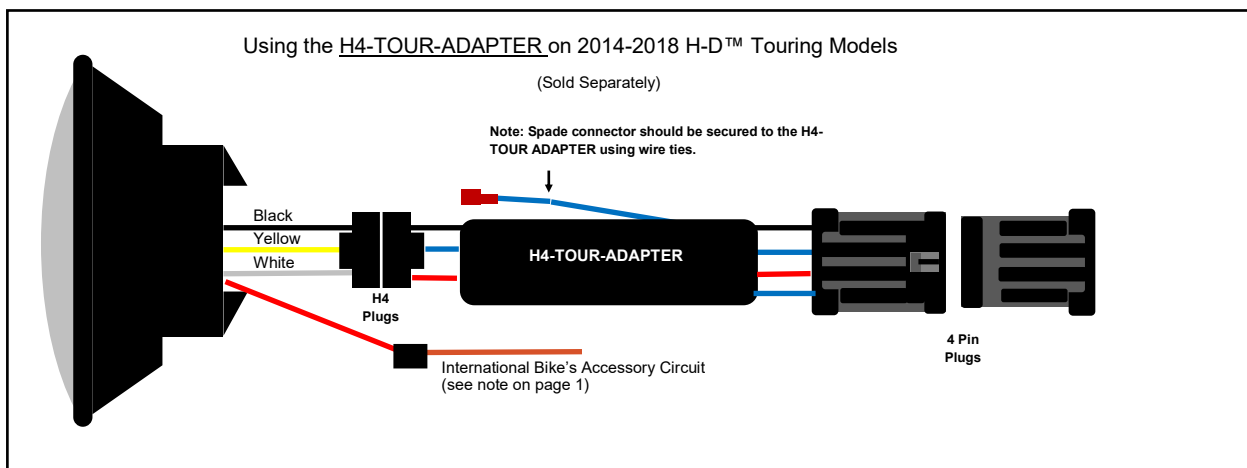 Using the H4-TOUR-ADAPTER on 2014-2018 H-D™ Touring Models
(Sold Separately)
Note: Spade connector should be secured to the H4-
TOUR ADAPTER using wire ties.
Black
Yellow
White
H4-TOUR-ADAPTER
H4
Plugs
4 Pin
Plugs
International Bike's Accessory Circuit
(see note on page 1)